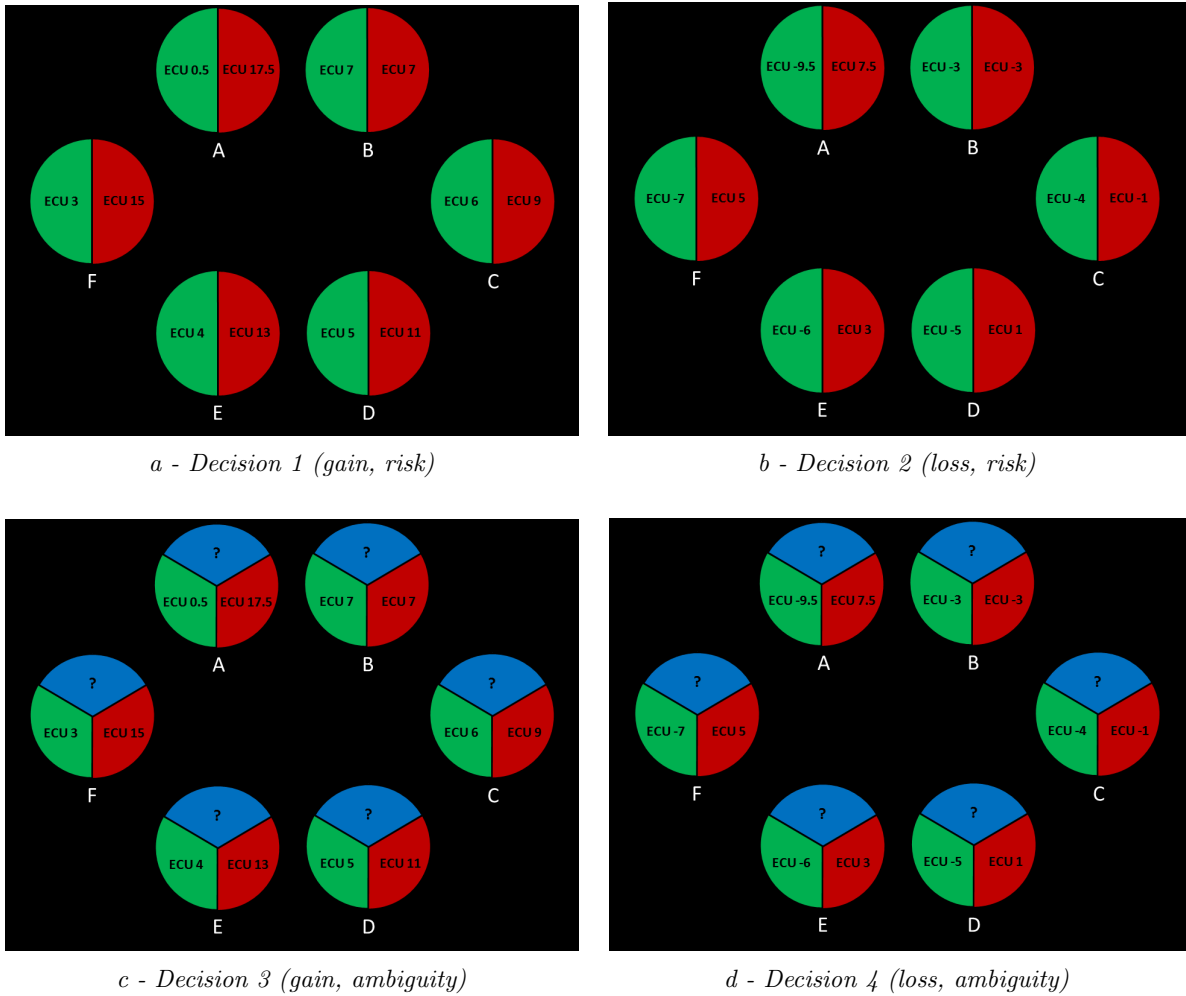 ECU 0.5 ECU 17.5
A
ECU 7 ECU 7
B
ECU 3 ECU 15
F
ECU 6 ECU 9
C
ECU 4 ECU 13
E
ECU 5 ECU 11
D
a - Decision 1 (gain, risk)
ECU -9.5 ECU 7.5
A
ECU -3 ECU -3
B
ECU -7 ECU 5
F
ECU -4 ECU -1
C
ECU -6 ECU 3
E
ECU -5 ECU 1
D
b - Decision 2 (loss, risk)
?
ECU 0.5 ECU 17.5
A
?
ECU 7 ECU 7
B
?
ECU 3 ECU 15
F
?
ECU 6 ECU 9
C
?
ECU 4 ECU 13
E
?
ECU 5 ECU 11
D
c - Decision 3 (gain, ambiguity)
?
ECU -9.5 ECU 7.5
A
?
ECU -3 ECU -3
B
?
ECU -7 ECU 5
F
?
ECU -4 ECU -1
C
?
ECU -6 ECU 3
E
?
ECU -5 ECU 1
D
d - Decision 4 (loss, ambiguity)